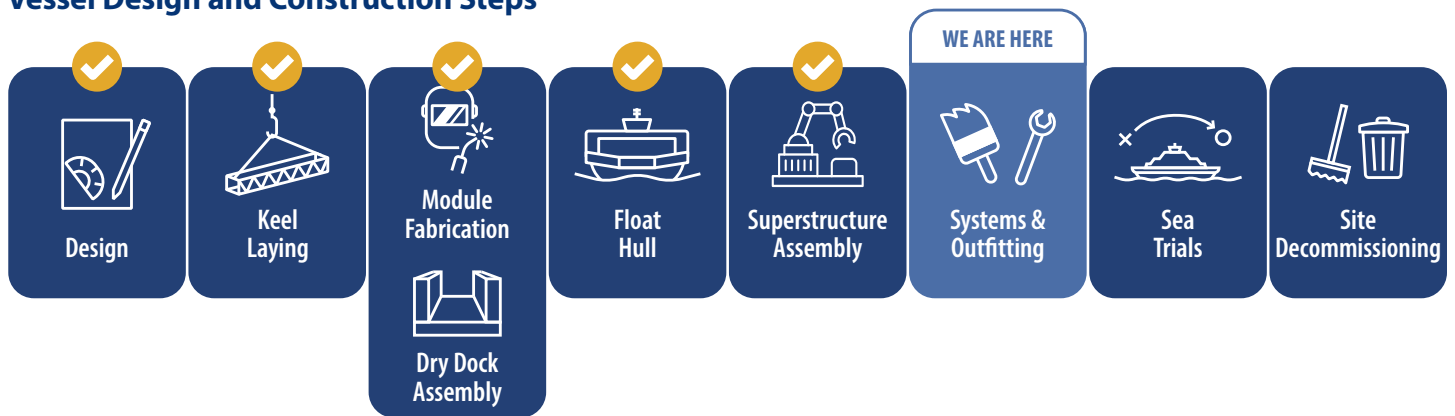 Vessel Design and Construction Steps
WE ARE HERE
Design
Keel
Laying
Module
Fabrication
Dry Dock
Assembly
Float
Hull
Superstructure
Assembly
Systems &
Outfitting
Sea
Trials
Site
Decommissioning